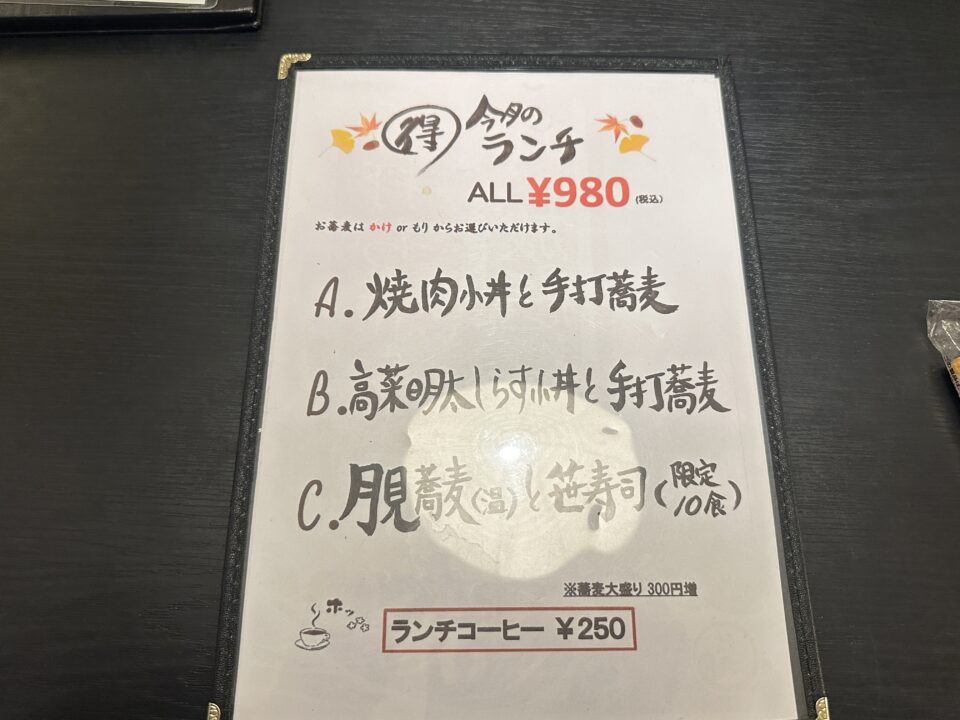 得 今月の
ランチ
ALL ¥980 (税込)
お蕎麦は かけ or もり からお選びいただけます。
A. 焼肉小丼と手打蕎麦
B. 高菜明太しらす小丼と手打蕎麦
C. 月見蕎麦(温)と笹寿司(限定10食)
※蕎麦大盛り 300円増
ホッ
ランチコーヒー ¥250